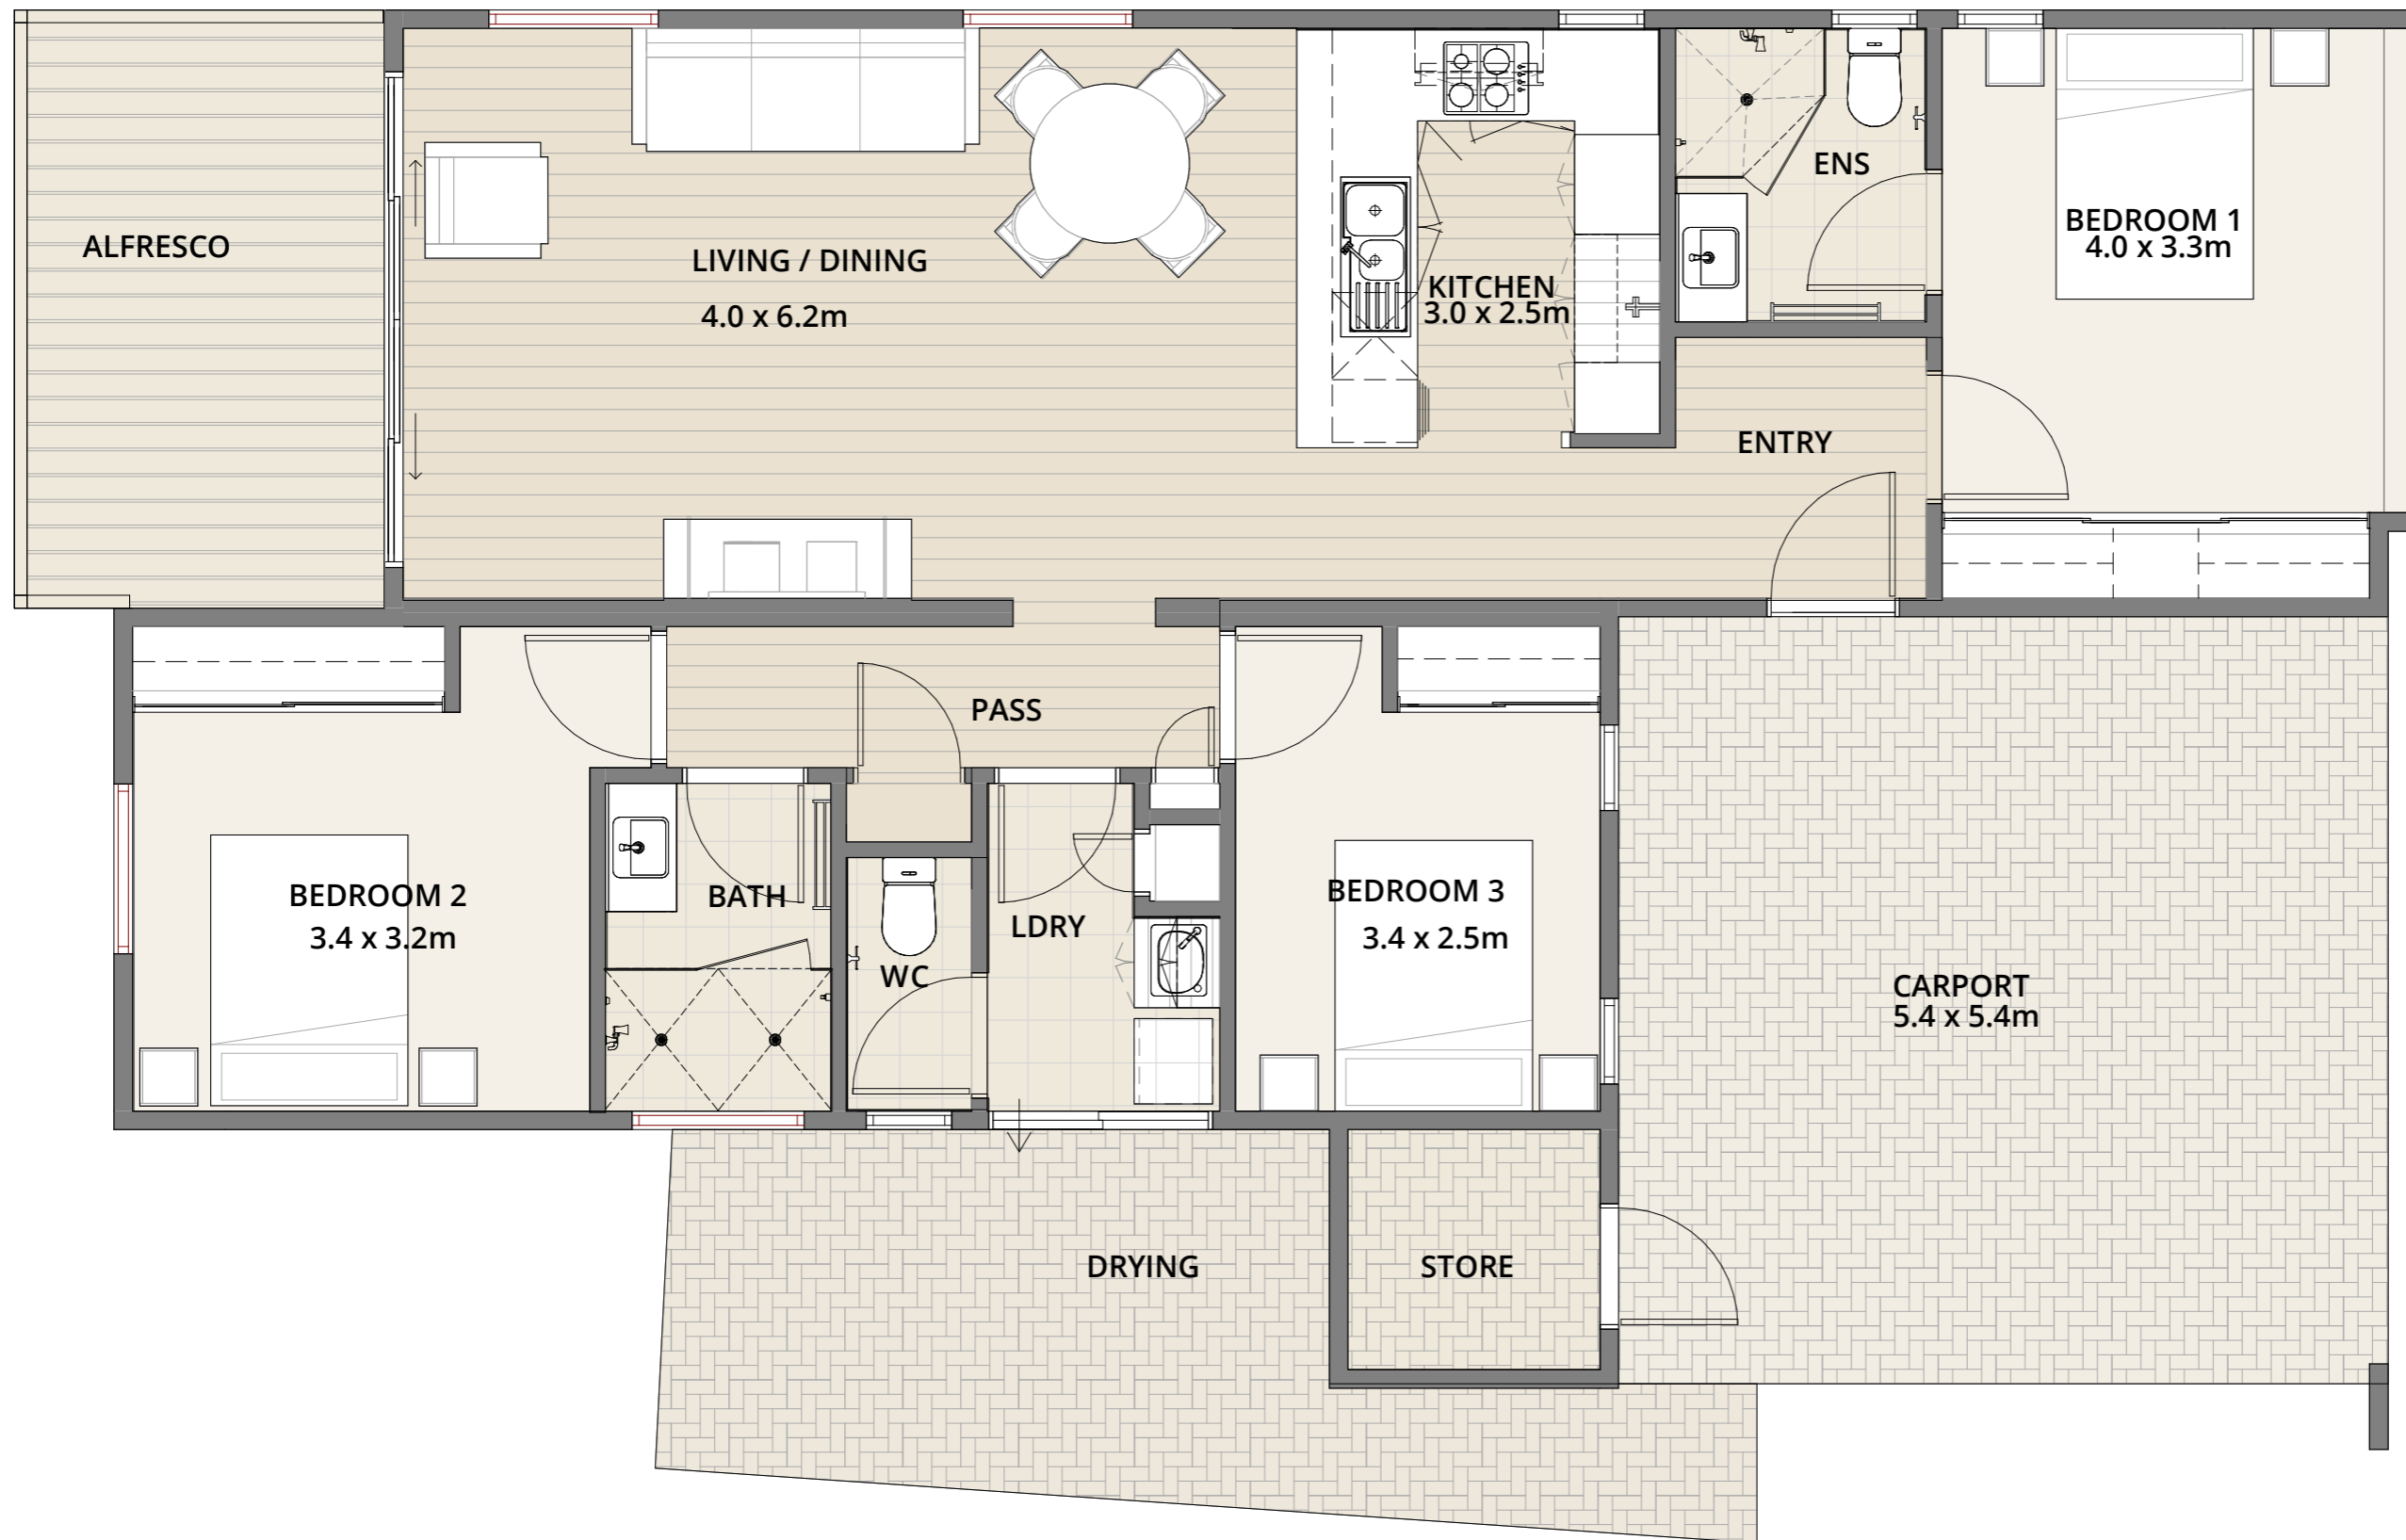 ALFRESCO
LIVING / DINING
4.0 x 6.2m
KITCHEN
3.0 x 2.5m
ENS
BEDROOM 1
4.0 x 3.3m
ENTRY
PASS
BEDROOM 2
3.4 x 3.2m
BATH
WC
LDRY
BEDROOM 3
3.4 x 2.5m
CARPORT
5.4 x 5.4m
DRYING
STORE